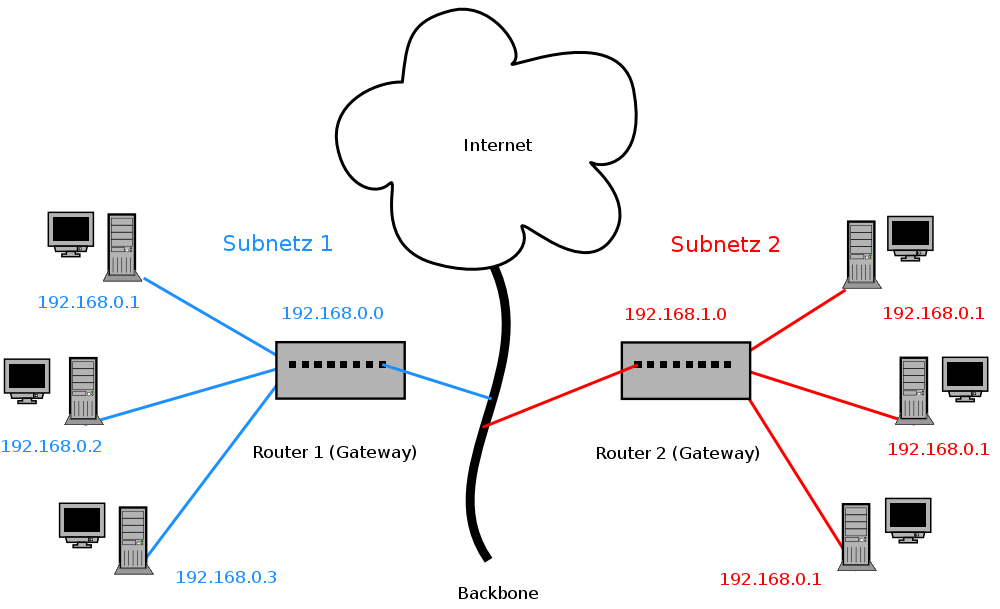 Internet
Subnetz 1
Subnetz 2
192.168.0.1
192.168.0.0
192.168.1.0
192.168.0.1
192.168.0.2
Router 1 (Gateway)
Router 2 (Gateway)
192.168.0.1
192.168.0.3
192.168.0.1
Backbone